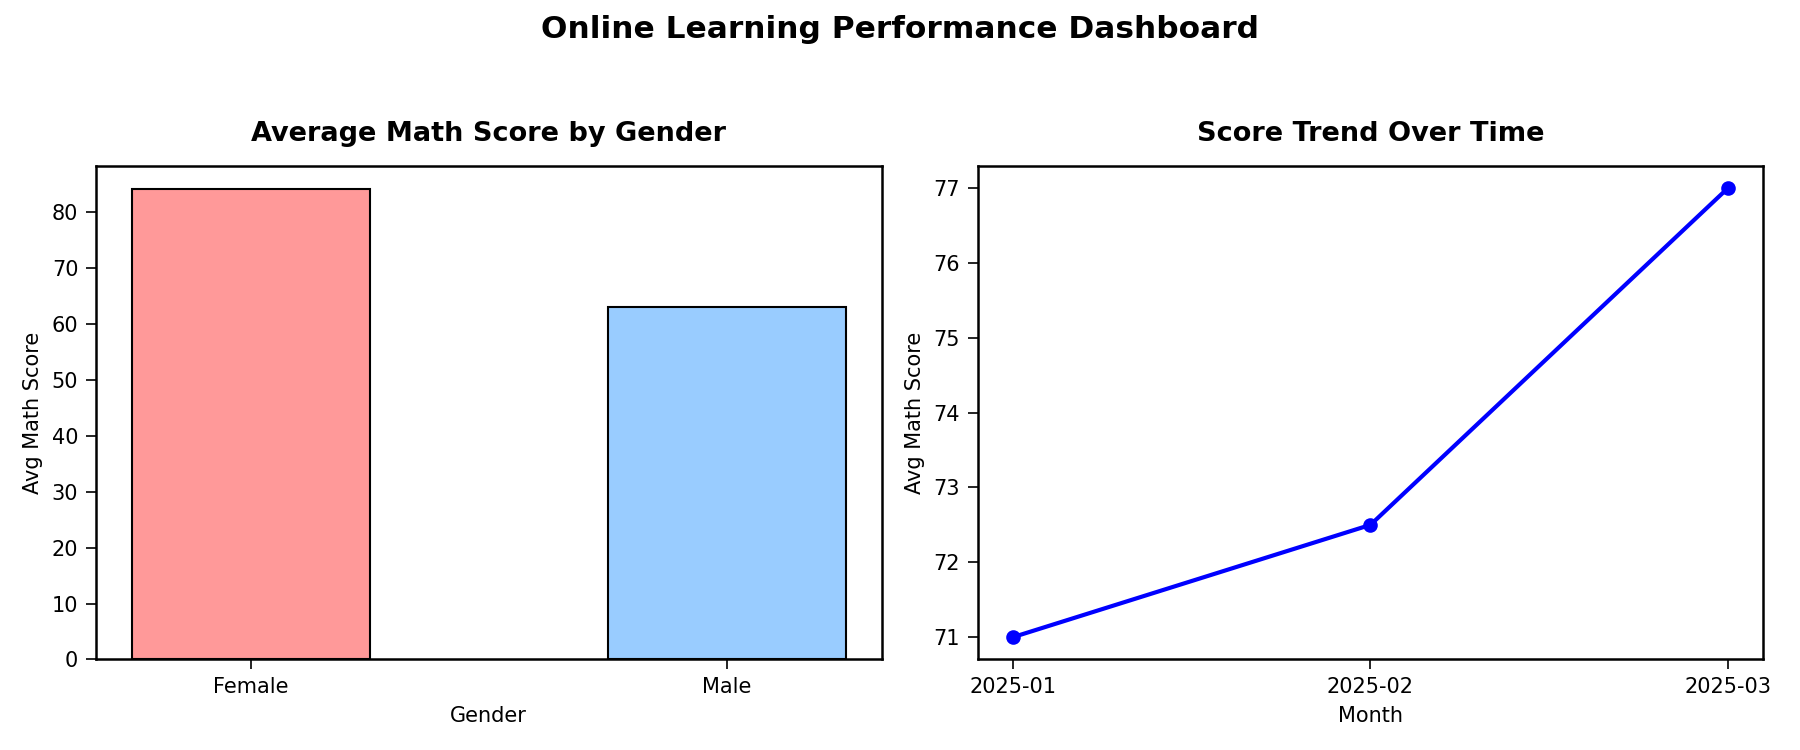 Online Learning Performance Dashboard
Average Math Score by Gender
Avg Math Score
80
70
60
50
40
30
20
10
0
Female
Male
Gender
Score Trend Over Time
Avg Math Score
77
76
75
74
73
72
71
2025-01
2025-02
2025-03
Month